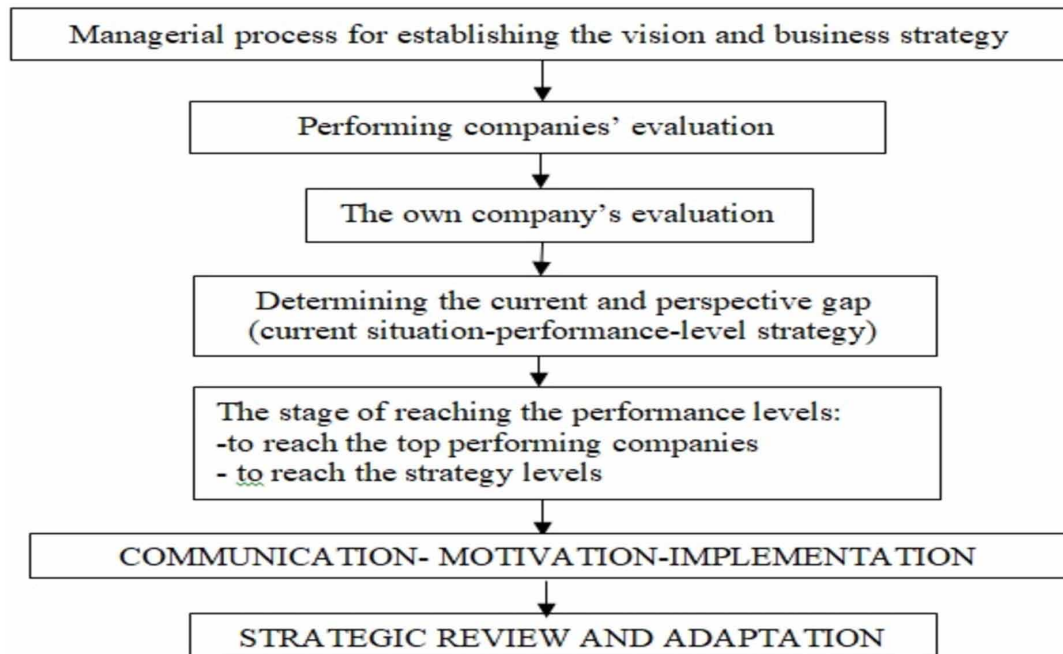 Managerial process for establishing the vision and business strategy
Performing companies’ evaluation
The own company’s evaluation
Determining the current and perspective gap
(current situation-performance-level strategy)
The stage of reaching the performance levels:
-to reach the top performing companies
- to reach the strategy levels
COMMUNICATION- MOTIVATION-IMPLEMENTATION
STRATEGIC REVIEW AND ADAPTATION